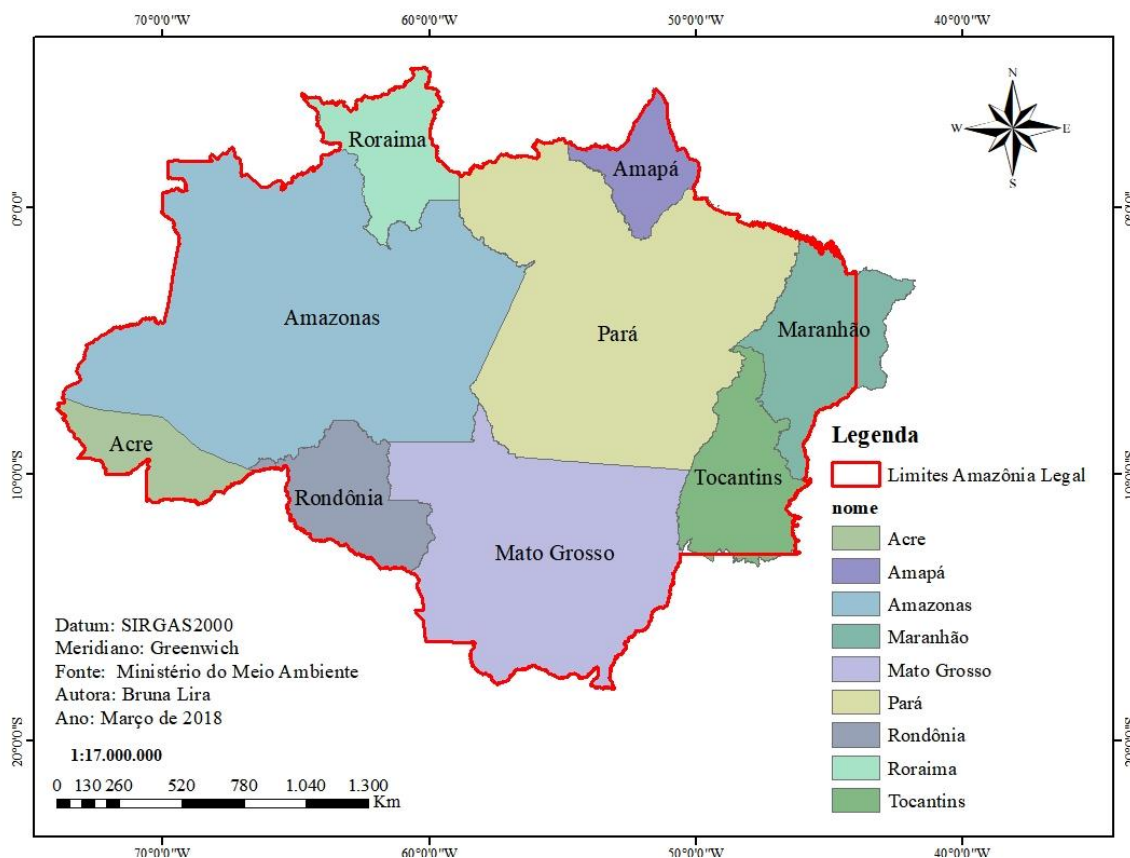 70°0'0"W
60°0'0"W
50°0'0"W
40°0'0"W
N
W
E
S
Roraima
Amapá
0°0'0"
0°0'0"
Amazonas
Pará
Maranhão
Acre
Rondônia
Tocantins
Mato Grosso
10°0'0"S
10°0'0"S
Legenda
Limites Amazônia Legal
nome
Acre
Amapá
Amazonas
Maranhão
Mato Grosso
Pará
Rondônia
Roraima
Tocantins
Datum: SIRGAS2000
Meridiano: Greenwich
Fonte: Ministério do Meio Ambiente
Autora: Bruna Lira
Ano: Março de 2018
1:17.000.000
0 130 260 520 780 1.040 1.300
Km
20°0'0"S
20°0'0"S
70°0'0"W
60°0'0"W
50°0'0"W
40°0'0"W